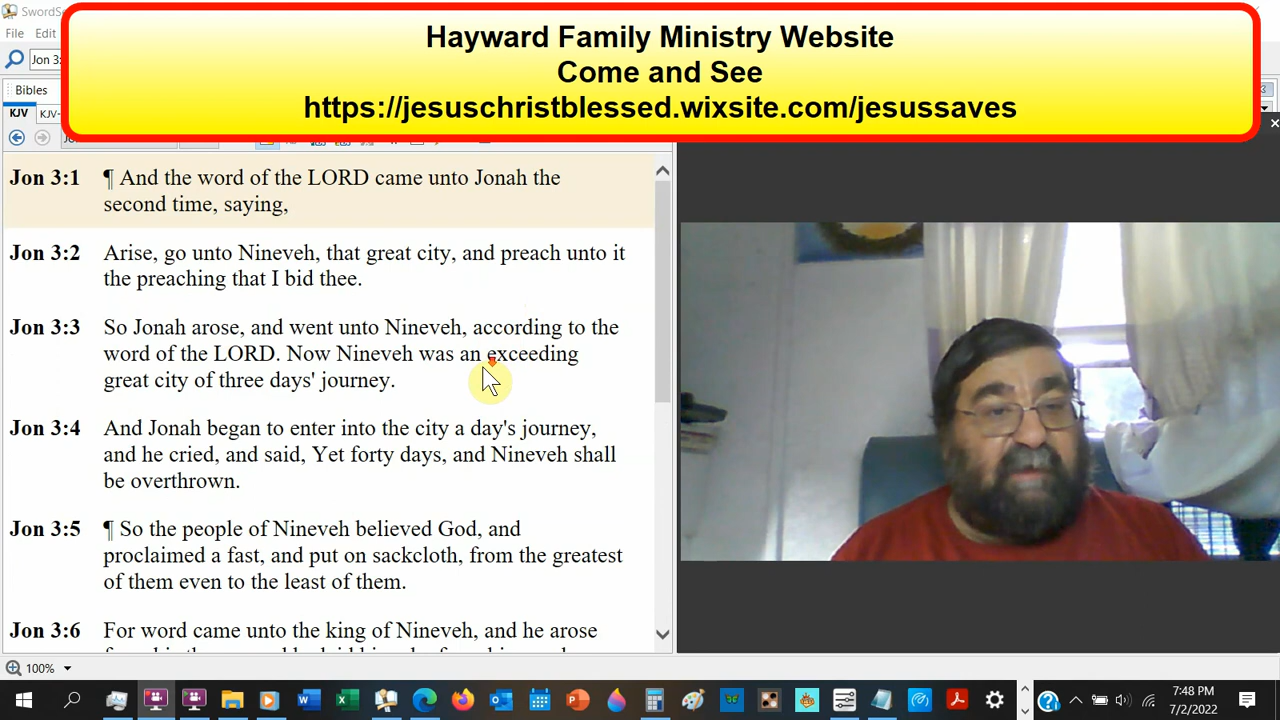 SwordSe
Hayward Family Ministry Website
Come and See
https://jesuschristblessed.wixsite.com/jesussaves
File Edit
Jon 3:
Bibles
KJV KJV-
Jon 3:1 ¶ And the word of the LORD came unto Jonah the
second time, saying,
Jon 3:2 Arise, go unto Nineveh, that great city, and preach unto it
the preaching that I bid thee.
Jon 3:3 So Jonah arose, and went unto Nineveh, according to the
word of the LORD. Now Nineveh was an exceeding
great city of three days' journey.
Jon 3:4 And Jonah began to enter into the city a day's journey,
and he cried, and said, Yet forty days, and Nineveh shall
be overthrown.
Jon 3:5 ¶ So the people of Nineveh believed God, and
proclaimed a fast, and put on sackcloth, from the greatest
of them even to the least of them.
Jon 3:6 For word came unto the king of Nineveh, and he arose
100%
7:48 PM
7/2/2022